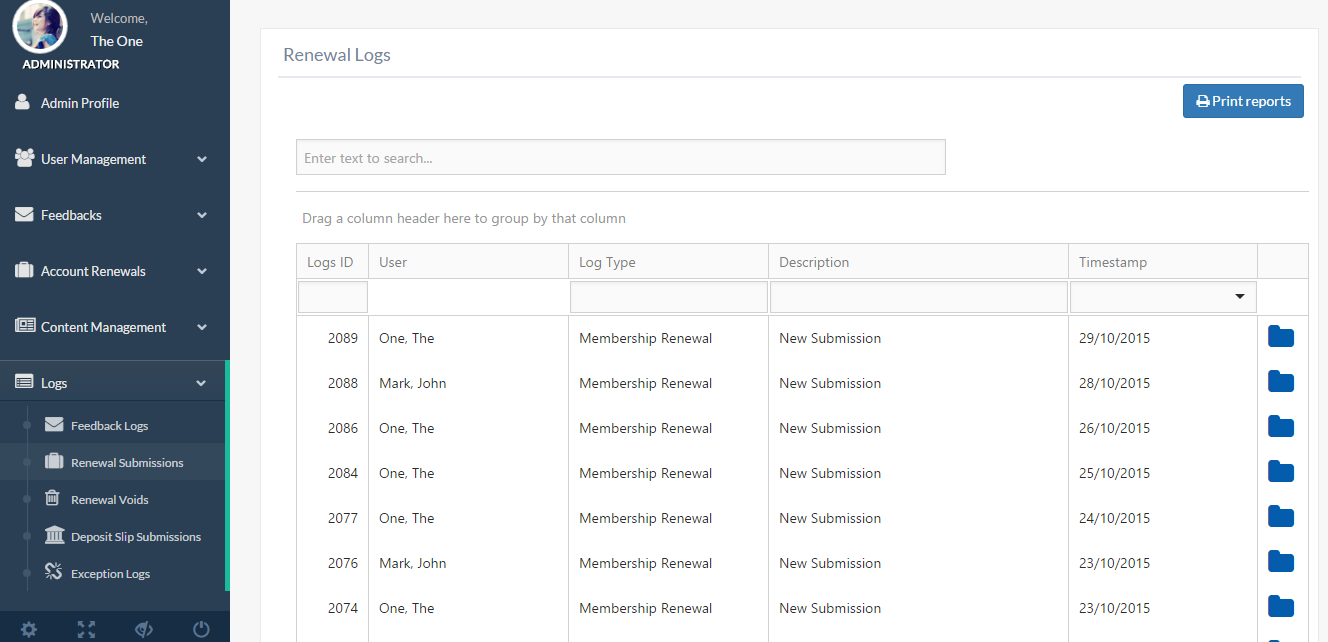 Welcome,
The One
ADMINISTRATOR
Admin Profile
User Management
Feedbacks
Account Renewals
Content Management
Logs
Feedback Logs
Renewal Submissions
Renewal Voids
Deposit Slip Submissions
Exception Logs
Renewal Logs
Print reports
Enter text to search...
Drag a column header here to group by that column
Logs ID User Log Type Description Timestamp
2089 One, The Membership Renewal New Submission 29/10/2015
2088 Mark, John Membership Renewal New Submission 28/10/2015
2086 One, The Membership Renewal New Submission 26/10/2015
2084 One, The Membership Renewal New Submission 25/10/2015
2077 One, The Membership Renewal New Submission 24/10/2015
2076 Mark, John Membership Renewal New Submission 23/10/2015
2074 One, The Membership Renewal New Submission 23/10/2015